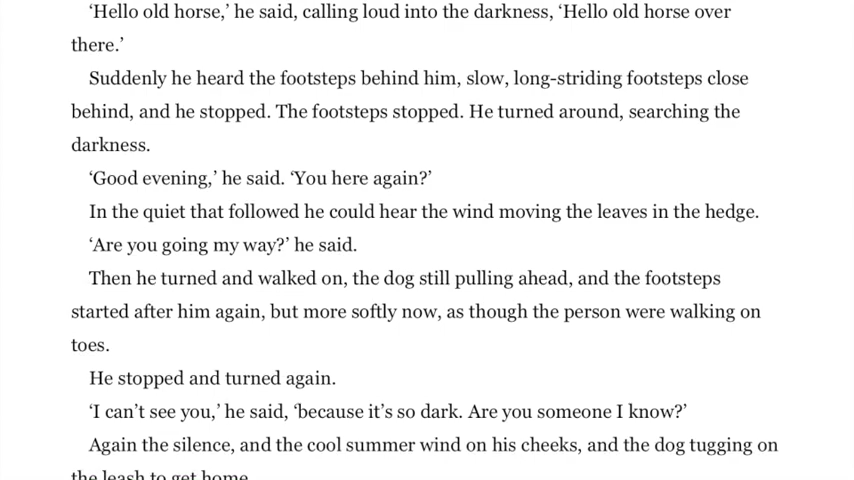 ‘Hello old horse,’ he said, calling loud into the darkness, ‘Hello old horse over
there.’
Suddenly he heard the footsteps behind him, slow, long-striding footsteps close
behind, and he stopped. The footsteps stopped. He turned around, searching the
darkness.
‘Good evening,’ he said. ‘You here again?’
In the quiet that followed he could hear the wind moving the leaves in the hedge.
‘Are you going my way?’ he said.
Then he turned and walked on, the dog still pulling ahead, and the footsteps
started after him again, but more softly now, as though the person were walking on
toes.
He stopped and turned again.
‘I can’t see you,’ he said, ‘because it’s so dark. Are you someone I know?’
Again the silence, and the cool summer wind on his cheeks, and the dog tugging on
the leash to get home.